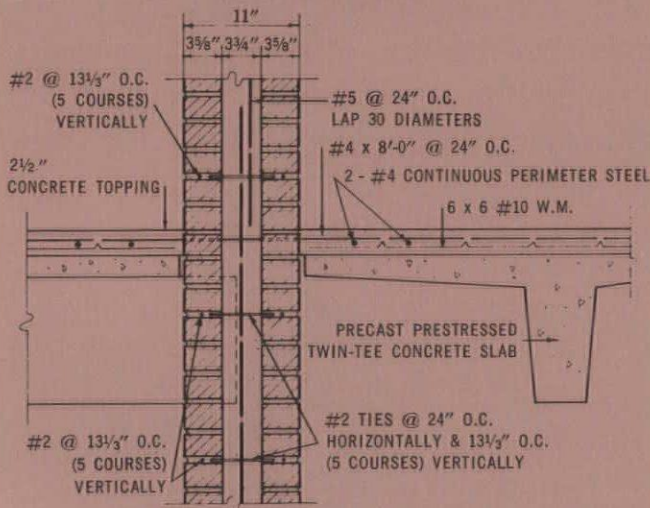 11"
3⅝" 3¾" 3⅝"
#2 @ 13⅓" O.C.
(5 COURSES)
VERTICALLY
#5 @ 24" O.C.
LAP 30 DIAMETERS
#4 x 8'-0" @ 24" O.C.
2½"
CONCRETE TOPPING
2 - #4 CONTINUOUS PERIMETER STEEL
6 x 6 #10 W.M.
PRECAST PRESTRESSED
TWIN-TEE CONCRETE SLAB
#2 @ 13⅓" O.C.
(5 COURSES)
VERTICALLY
#2 TIES @ 24" O.C.
HORIZONTALLY & 13⅓" O.C.
(5 COURSES) VERTICALLY